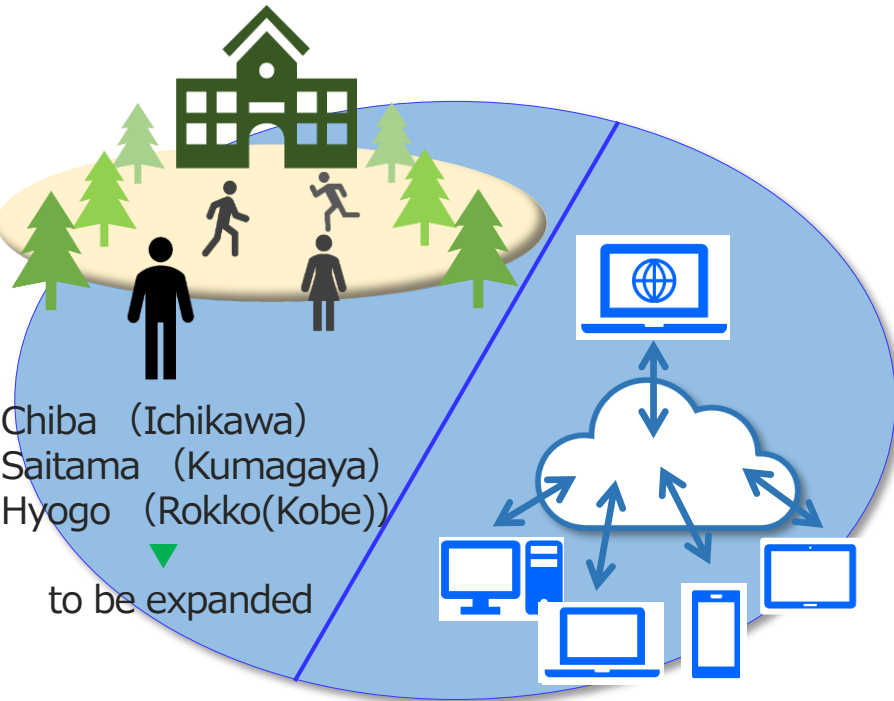 Chiba （Ichikawa）
Saitama （Kumagaya）
Hyogo （Rokko(Kobe)）
to be expanded